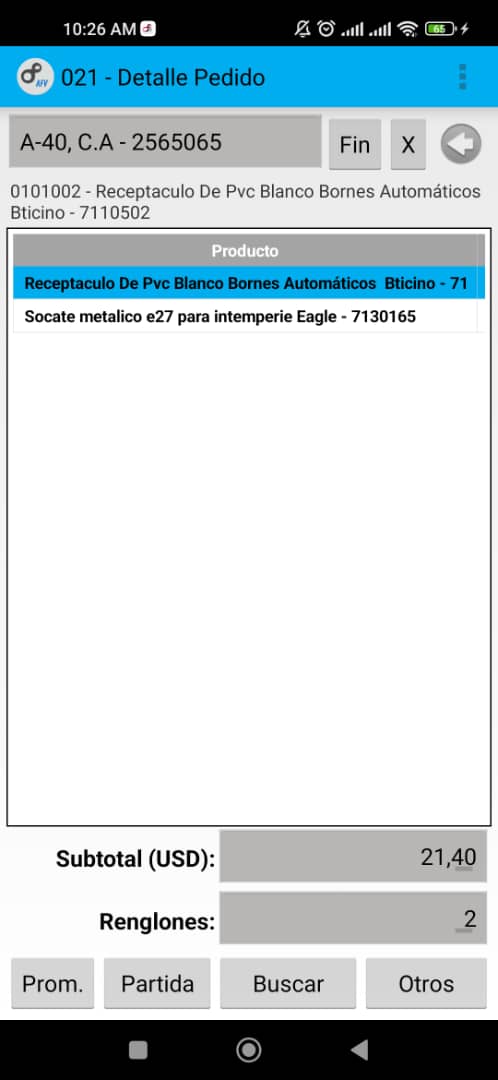 10:26 AM
65
AFV
021 - Detalle Pedido
A-40, C.A - 2565065
Fin
X
0101002 - Receptaculo De Pvc Blanco Bornes Automáticos
Bticino - 7110502
Producto
Receptaculo De Pvc Blanco Bornes Automáticos  Bticino - 71
Socate metalico e27 para intemperie Eagle - 7130165
Subtotal (USD):
21,40
Renglones:
2
Prom.
Partida
Buscar
Otros